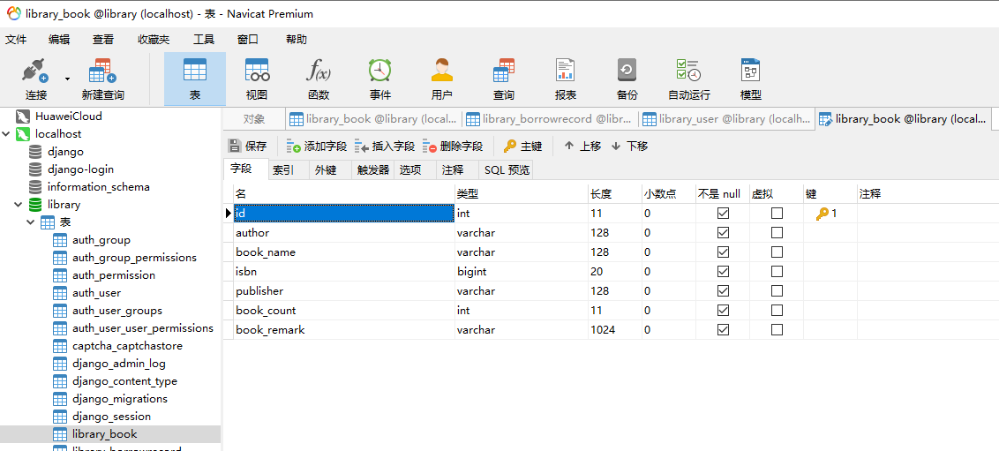 library_book @library (localhost) - 表 - Navicat Premium
文件 编辑 查看 收藏夹 工具 窗口 帮助
连接 新建查询 表 视图 函数 事件 用户 查询 报表 备份 自动运行 模型
f(x)
HuaweiCloud
localhost
django
django-login
information_schema
library
表
auth_group
auth_group_permissions
auth_permission
auth_user
auth_user_groups
auth_user_user_permissions
captcha_captchastore
django_admin_log
django_content_type
django_migrations
django_session
library_book
library_borrowrecord
对象 library_book @library (local... library_borrowrecord @libr... library_user @library (localh... library_book @library (local...
保存 添加字段 插入字段 删除字段 主键 上移 下移
字段 索引 外键 触发器 选项 注释 SQL 预览
名 类型 长度 小数点 不是 null 虚拟 键 注释
id int 11 0 1
author varchar 128 0
book_name varchar 128 0
isbn bigint 20 0
publisher varchar 128 0
book_count int 11 0
book_remark varchar 1024 0